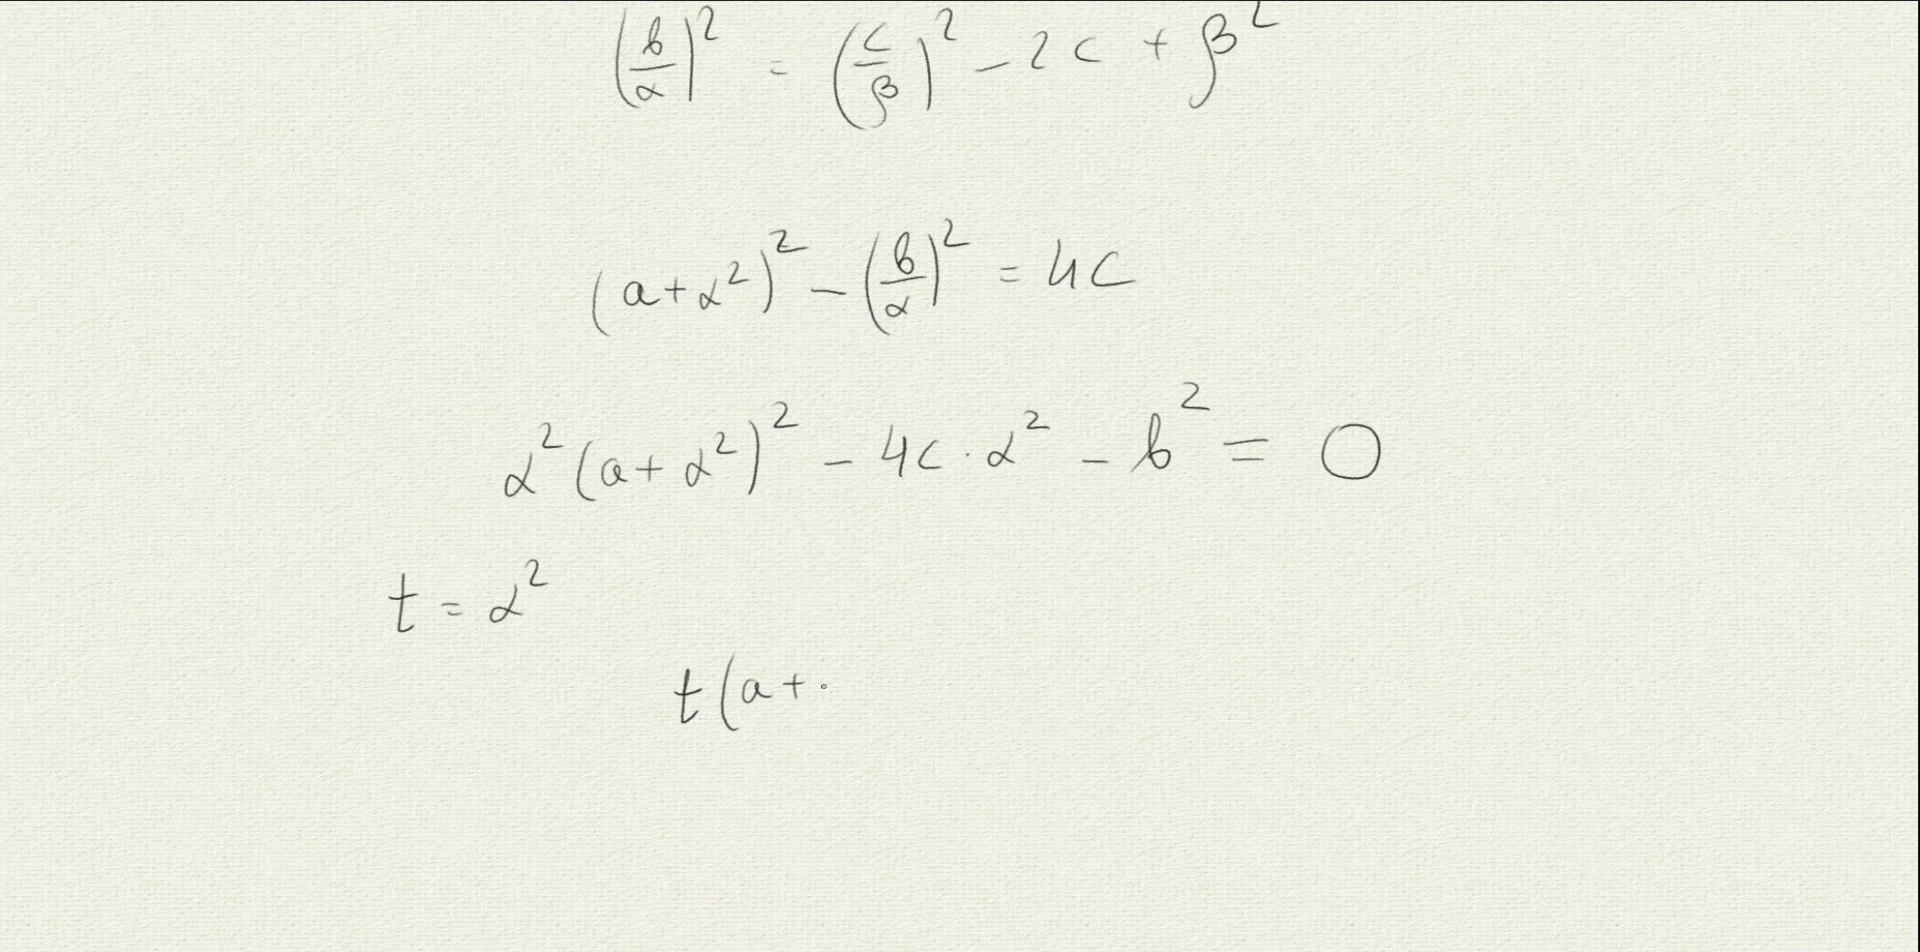 (b/α)² = (c/β)² - 2c + β²
(a+α²)² - (b/α)² = 4c
α²(a+α²)² - 4c·α² - b² = 0
t = α²
t(a+